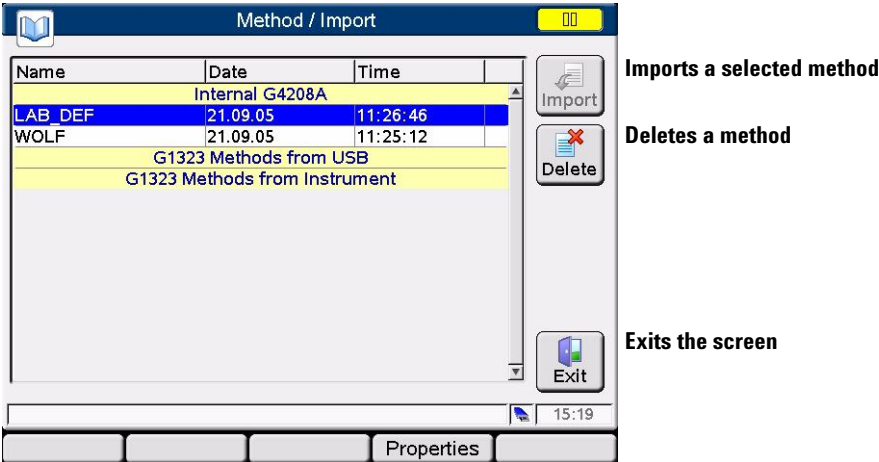 Method / Import
Name Date Time
Internal G4208A
LAB_DEF 21.09.05 11:26:46
WOLF 21.09.05 11:25:12
G1323 Methods from USB
G1323 Methods from Instrument
Import
Imports a selected method
Delete
Deletes a method
Exit
Exits the screen
15:19
Properties